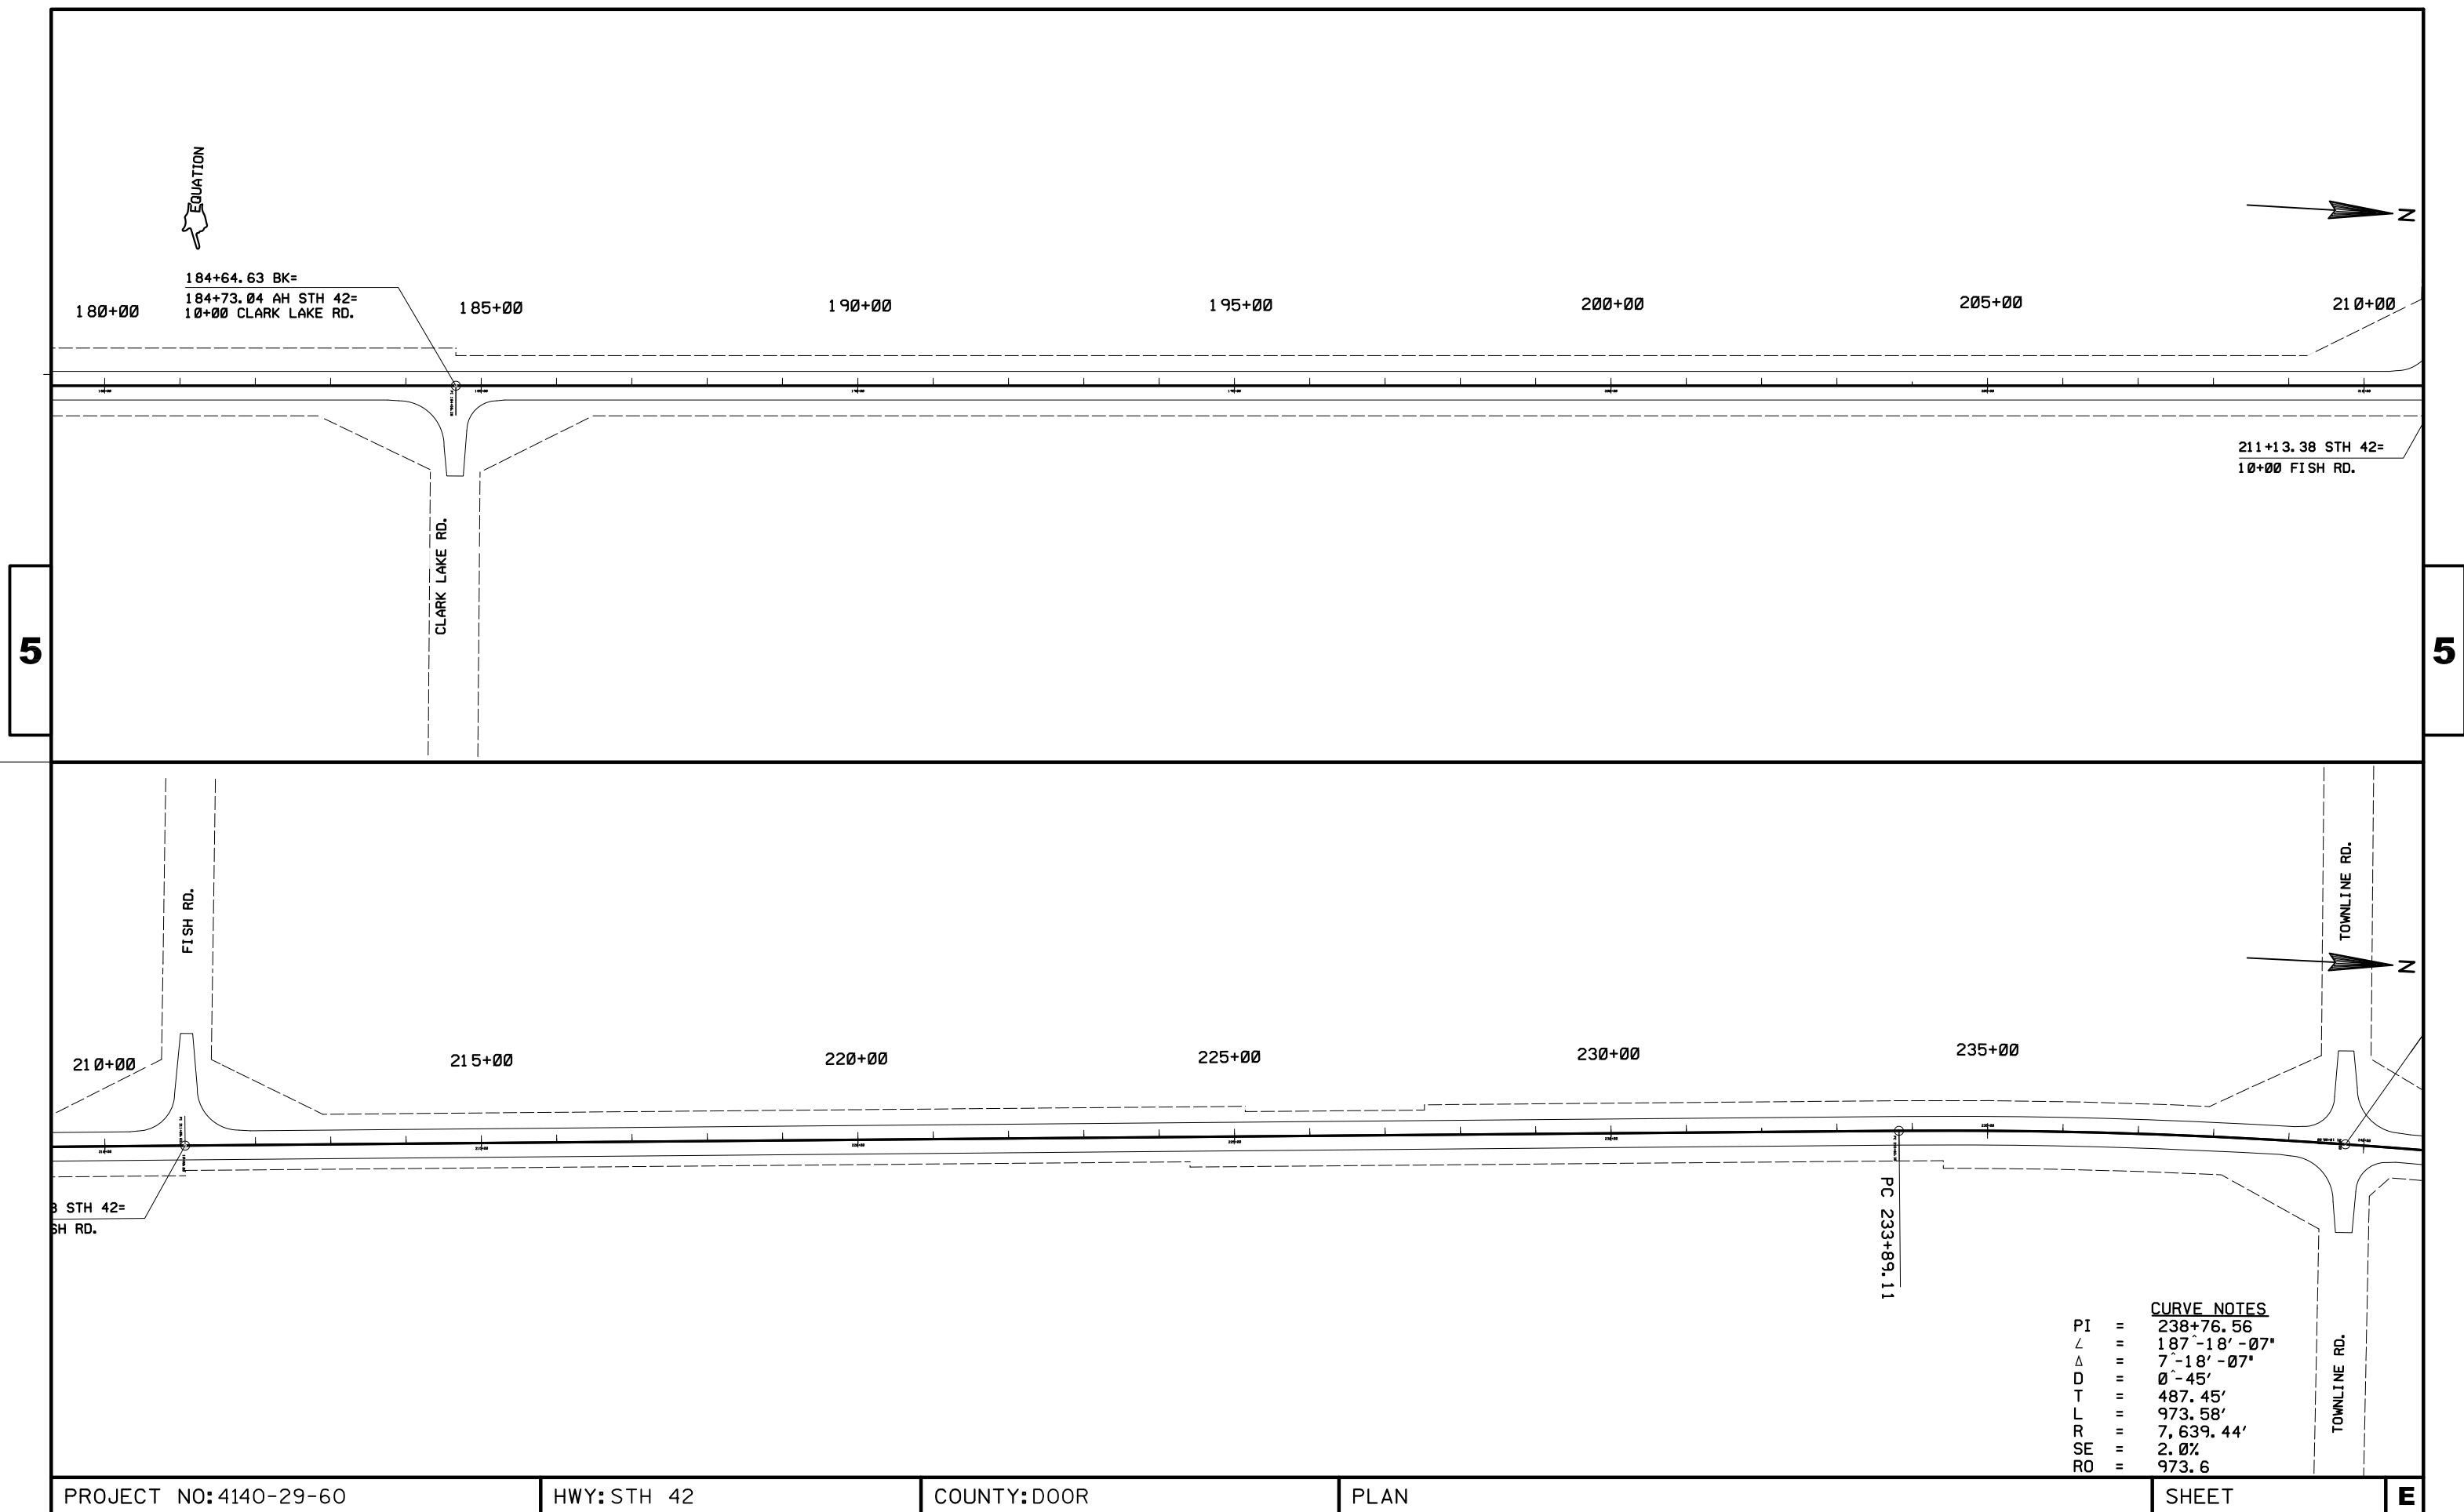 EQUATION
184+64.63 BK=
184+73.04 AH STH 42=
10+00 CLARK LAKE RD.
180+00
185+00
190+00
195+00
200+00
205+00
210+00
N
211+13.38 STH 42=
10+00 FISH RD.
CLARK LAKE RD.
5
5
FISH RD.
TOWNLINE RD.
N
210+00
215+00
220+00
225+00
230+00
235+00
STH 42=
SH RD.
PC 233+89.11
CURVE NOTES
PI = 238+76.56
∠ = 187^-18'-07"
Δ = 7^-18'-07"
D = 0^-45'
T = 487.45'
L = 973.58'
R = 7,639.44'
SE = 2.0%
RO = 973.6
TOWNLINE RD.
PROJECT NO:4140-29-60
HWY:STH 42
COUNTY:DOOR
PLAN
SHEET
E